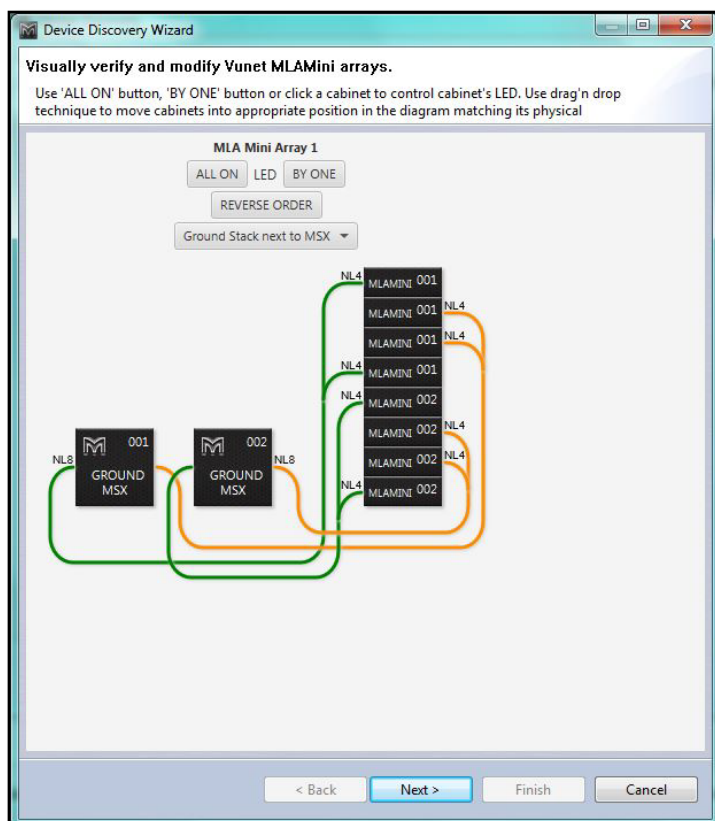 Device Discovery Wizard
Visually verify and modify Vunet MLAMini arrays.
Use 'ALL ON' button, 'BY ONE' button or click a cabinet to control cabinet's LED. Use drag'n drop
technique to move cabinets into appropriate position in the diagram matching its physical
MLA Mini Array 1
ALL ON LED BY ONE
REVERSE ORDER
Ground Stack next to MSX
NL4 MLAMINI 001
MLAMINI 001 NL4
MLAMINI 001 NL4
NL4 MLAMINI 001
NL4 MLAMINI 002
MLAMINI 002 NL4
MLAMINI 002 NL4
NL4 MLAMINI 002
001
NL8
GROUND
MSX
002
NL8
GROUND
MSX
< Back Next > Finish Cancel